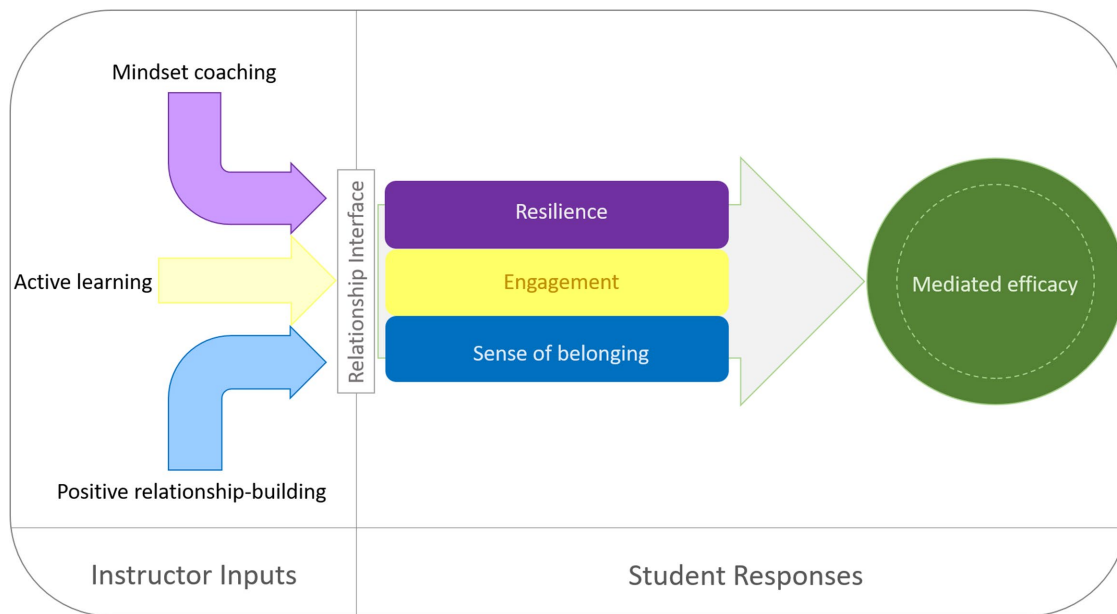 Mindset coaching
Active learning
Positive relationship-building
Relationship Interface
Resilience
Engagement
Sense of belonging
Mediated efficacy
Instructor Inputs
Student Responses